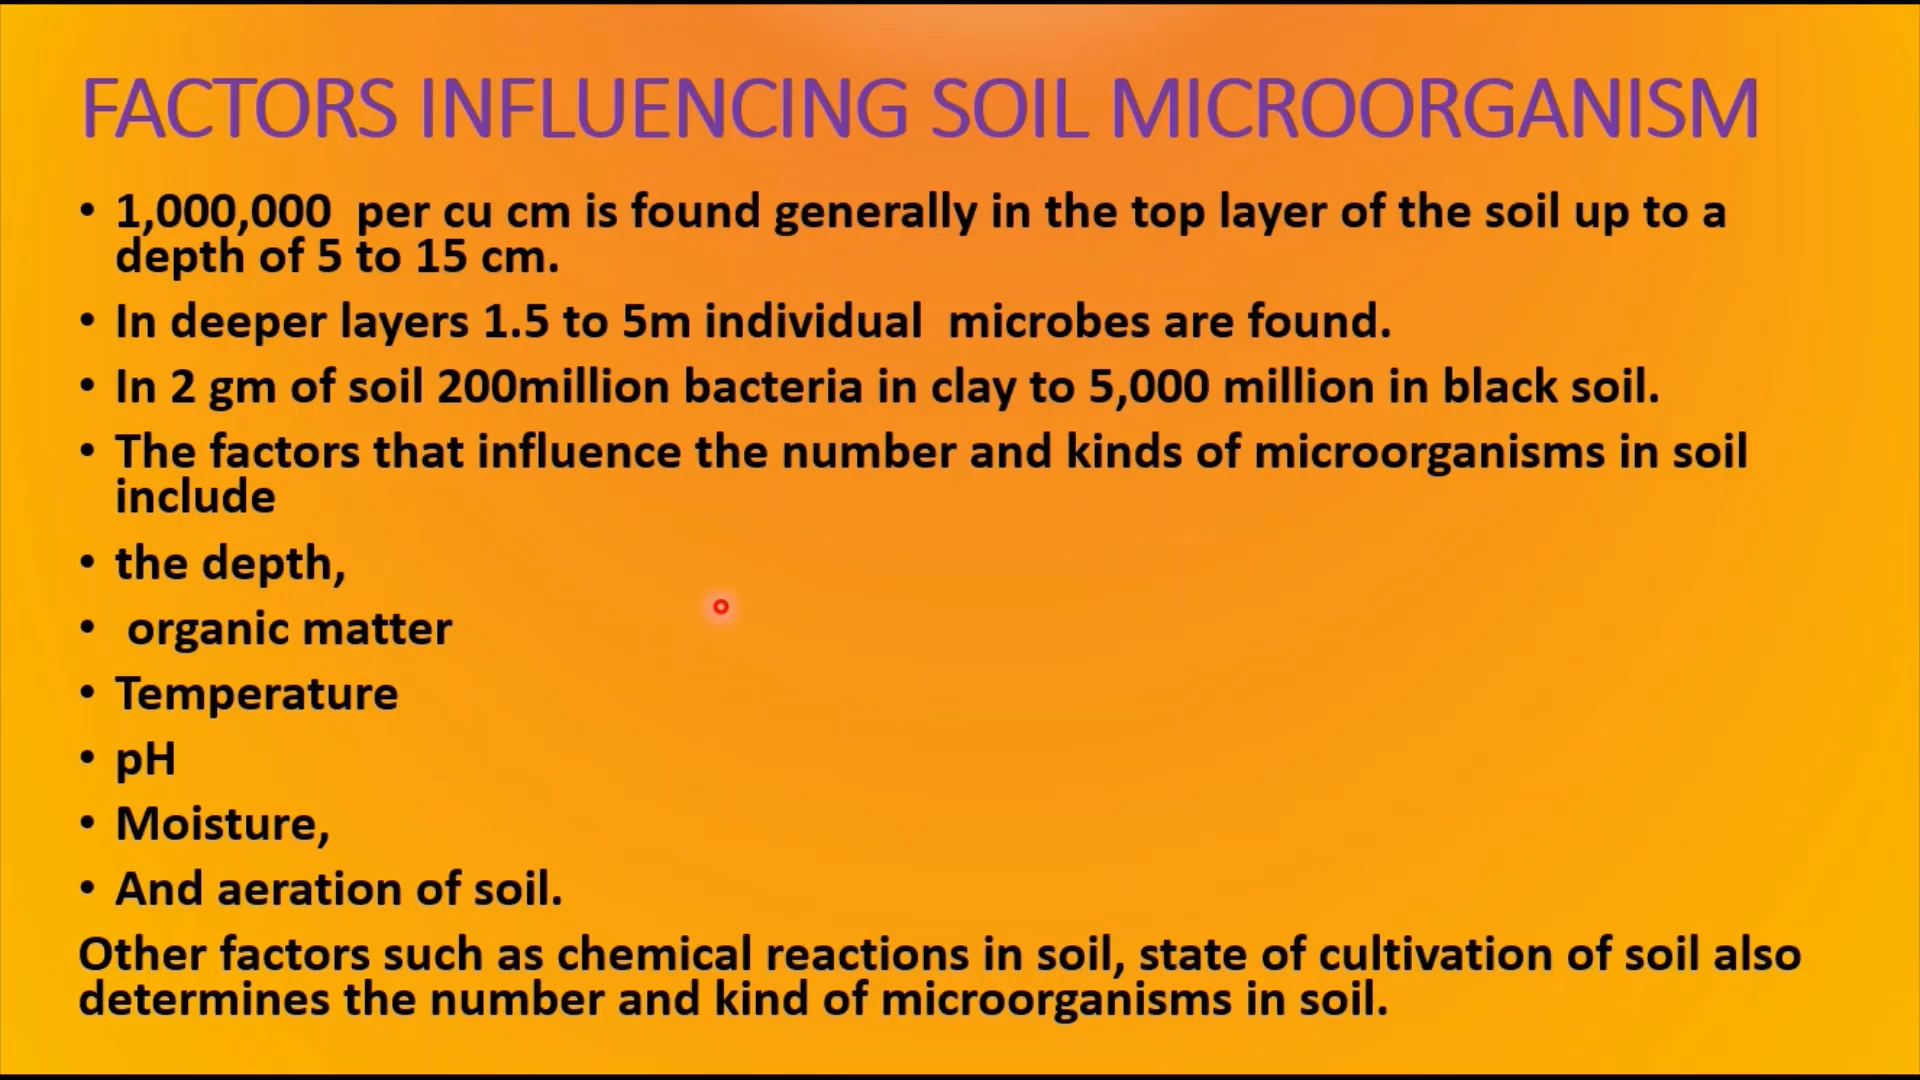 FACTORS INFLUENCING SOIL MICROORGANISM
• 1,000,000  per cu cm is found generally in the top layer of the soil up to a
depth of 5 to 15 cm.
• In deeper layers 1.5 to 5m individual  microbes are found.
• In 2 gm of soil 200million bacteria in clay to 5,000 million in black soil.
• The factors that influence the number and kinds of microorganisms in soil
include
• the depth,
•  organic matter
• Temperature
• pH
• Moisture,
• And aeration of soil.
Other factors such as chemical reactions in soil, state of cultivation of soil also
determines the number and kind of microorganisms in soil.